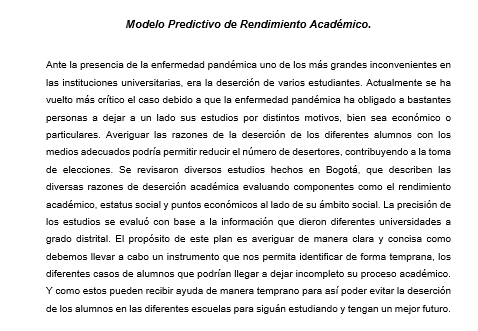 Modelo Predictivo de Rendimiento Académico.
Ante la presencia de la enfermedad pandémica uno de los más grandes inconvenientes en
las instituciones universitarias, era la deserción de varios estudiantes. Actualmente se ha
vuelto más crítico el caso debido a que la enfermedad pandémica ha obligado a bastantes
personas a dejar a un lado sus estudios por distintos motivos, bien sea económico o
particulares. Averiguar las razones de la deserción de los diferentes alumnos con los
medios adecuados podría permitir reducir el número de desertores, contribuyendo a la toma
de elecciones. Se revisaron diversos estudios hechos en Bogotá, que describen las
diversas razones de deserción académica evaluando componentes como el rendimiento
académico, estatus social y puntos económicos al lado de su ámbito social. La precisión de
los estudios se evaluó con base a la información que dieron diferentes universidades a
grado distrital. El propósito de este plan es averiguar de manera clara y concisa como
debemos llevar a cabo un instrumento que nos permita identificar de forma temprana, los
diferentes casos de alumnos que podrían llegar a dejar incompleto su proceso académico.
Y como estos pueden recibir ayuda de manera temprano para así poder evitar la deserción
de los alumnos en las diferentes escuelas para siguán estudiando y tengan un mejor futuro.